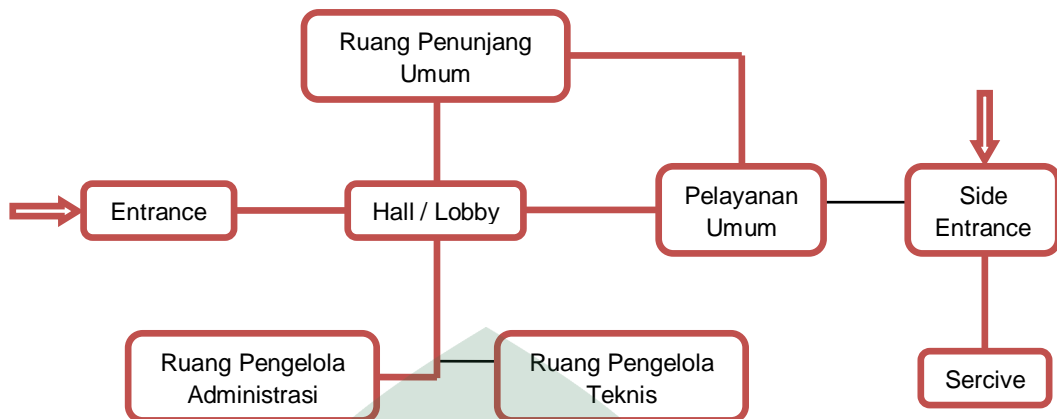 Ruang Penunjang
Umum
Entrance
Hall / Lobby
Pelayanan
Umum
Side
Entrance
Ruang Pengelola
Administrasi
Ruang Pengelola
Teknis
Sercive